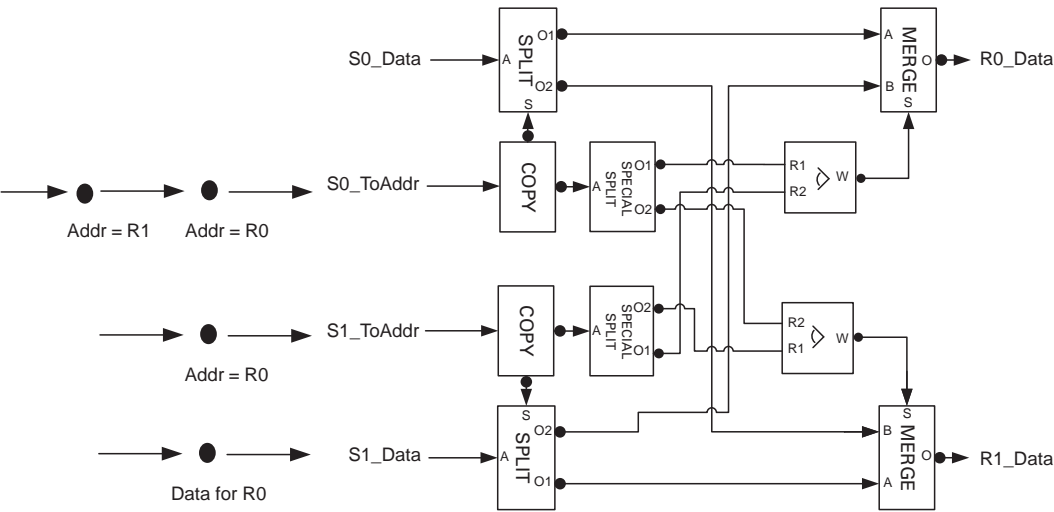 S0_Data
A
SPLIT
O1
O2
S
A
B
MERGE
S
O
R0_Data
Addr = R1
Addr = R0
S0_ToAddr
COPY
A
SPECIAL
SPLIT
O1
O2
R1
R2
W
Addr = R0
S1_ToAddr
COPY
A
SPECIAL
SPLIT
O2
O1
R2
R1
W
Data for R0
S1_Data
A
S
SPLIT
O2
O1
S
B
A
MERGE
O
R1_Data